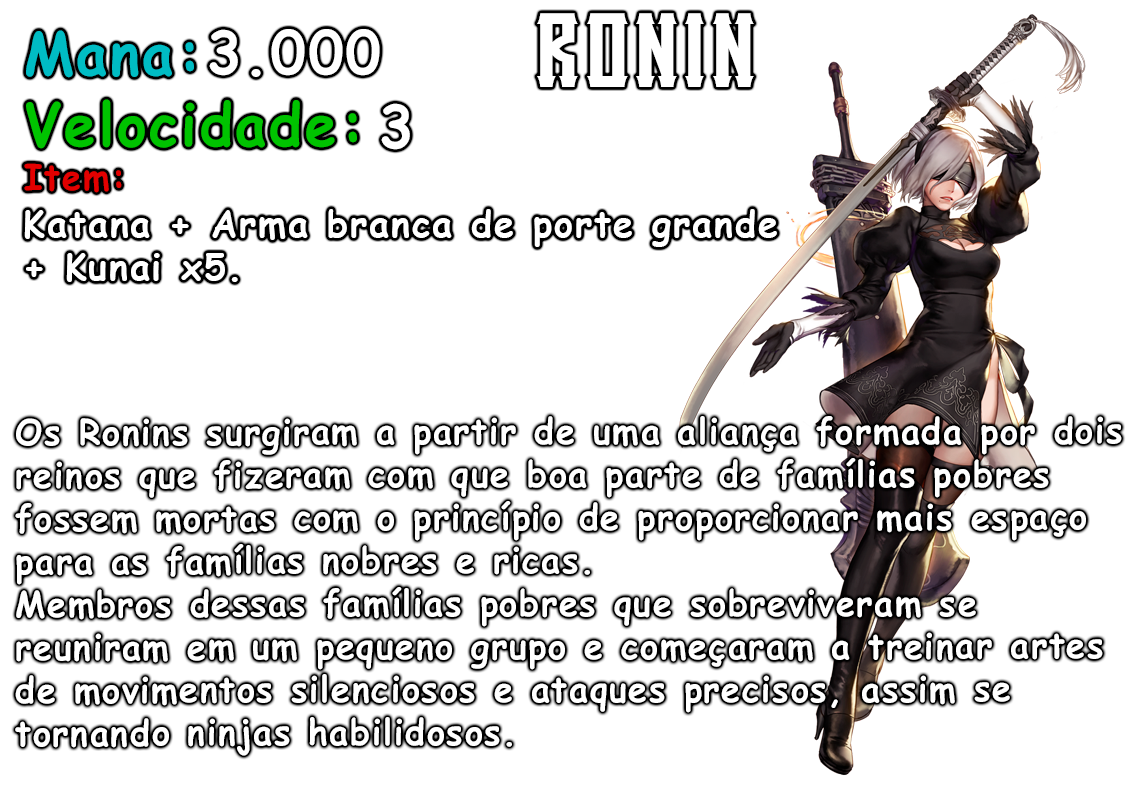 RONIN
Mana: 3.000
Velocidade: 3
Item:
Katana + Arma branca de porte grande
+ Kunai x5.
Os Ronins surgiram a partir de uma aliança formada por dois
reinos que fizeram com que boa parte de famílias pobres
fossem mortas com o princípio de proporcionar mais espaço
para as famílias nobres e ricas.
Membros dessas famílias pobres que sobreviveram se
reuniram em um pequeno grupo e começaram a treinar artes
de movimentos silenciosos e ataques precisos, assim se
tornando ninjas habilidosos.